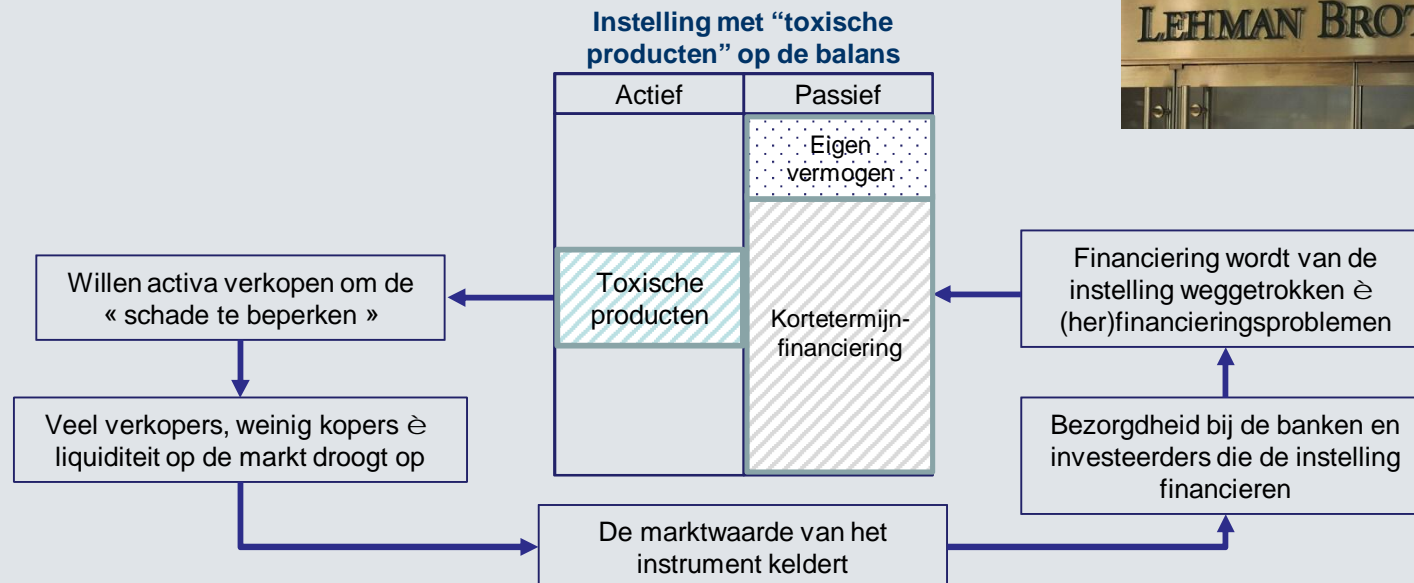 Instelling met “toxische
producten” op de balans
LEHMAN BROT
Actief
Passief
Eigen
vermogen
Toxische
producten
Kortetermijn-
financiering
Willen activa verkopen om de
« schade te beperken »
Veel verkopers, weinig kopers è
liquiditeit op de markt droogt op
De marktwaarde van het
instrument keldert
Bezorgdheid bij de banken en
investeerders die de instelling
financieren
Financiering wordt van de
instelling weggetrokken è
(her)financieringsproblemen